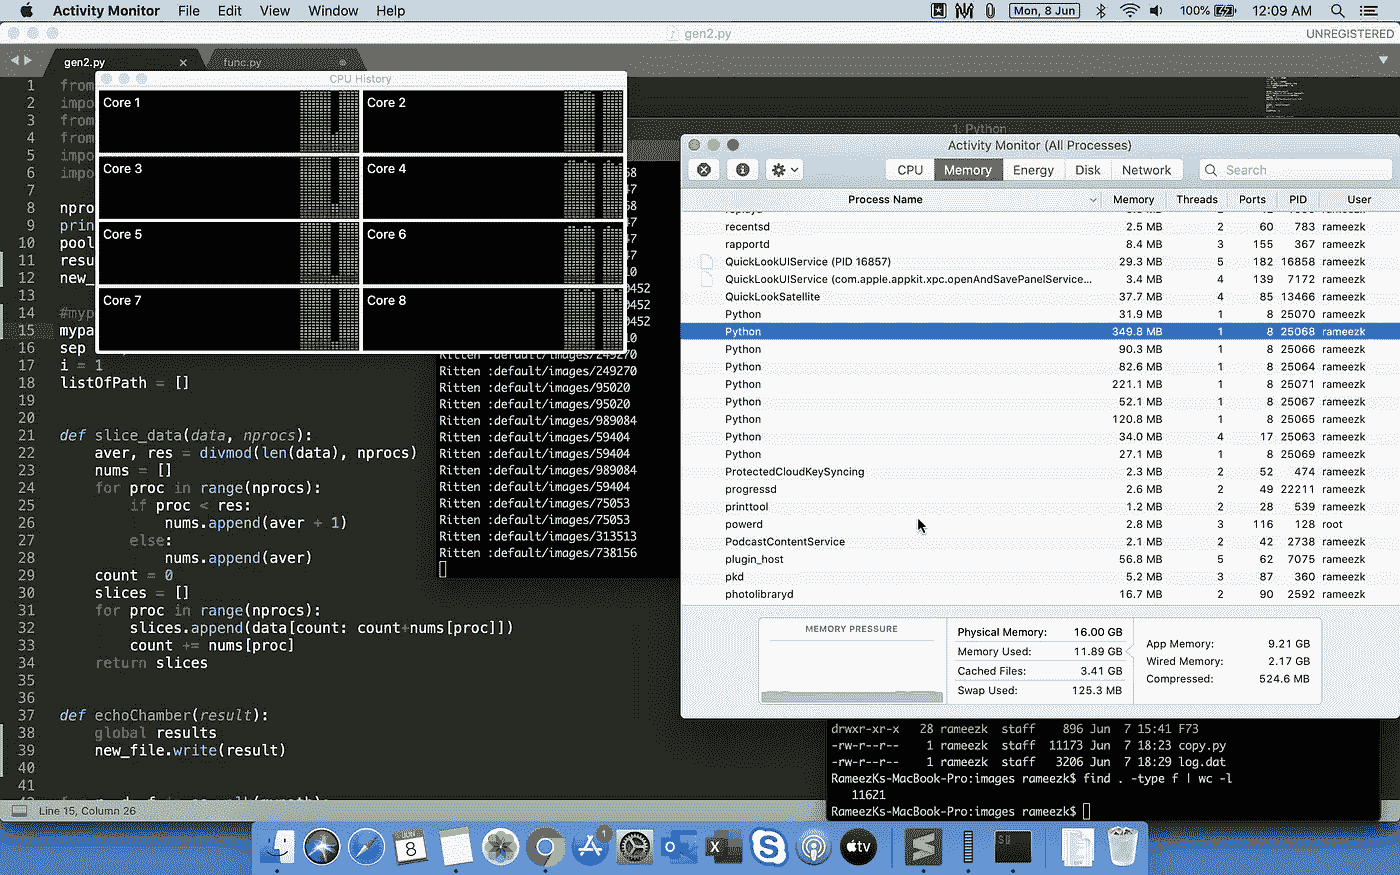 Activity Monitor File Edit View Window Help
Mon, 8 Jun 100% 12:09 AM
gen2.py
UNREGISTERED
gen2.py × func.py
1 from
2 impo
3 from
4 from
5 impo
6 impo
7
8 npro
9 prin
10 pool
11 resu
12 new_
13
14 #myp
15 mypa
16 sep
17 i = 1
18 listOfPath = []
19
20
21 def slice_data(data, nprocs):
22 aver, res = divmod(len(data), nprocs)
23 nums = []
24 for proc in range(nprocs):
25 if proc < res:
26 nums.append(aver + 1)
27 else:
28 nums.append(aver)
29 count = 0
30 slices = []
31 for proc in range(nprocs):
32 slices.append(data[count: count+nums[proc]])
33 count += nums[proc]
34 return slices
35
36
37 def echoChamber(result):
38 global results
39 new_file.write(result)
40
41
Line 15, Column 26
CPU History
Core 1 Core 2
Core 3 Core 4
Core 5 Core 6
Core 7 Core 8
1. Python
58
47
58
47
47
47
10
0452
0452
0452
10
Ritten :default/images/249270
Ritten :default/images/249270
Ritten :default/images/95020
Ritten :default/images/95020
Ritten :default/images/989084
Ritten :default/images/59404
Ritten :default/images/59404
Ritten :default/images/989084
Ritten :default/images/59404
Ritten :default/images/75053
Ritten :default/images/75053
Ritten :default/images/313513
Ritten :default/images/738156
Activity Monitor (All Processes)
CPU Memory Energy Disk Network Search
Process Name Memory Threads Ports PID User
recentsd 2.5 MB 2 60 783 rameezk
rapportd 8.4 MB 3 155 367 rameezk
QuickLookUIService (PID 16857) 29.3 MB 5 182 16858 rameezk
QuickLookUIService (com.apple.appkit.xpc.openAndSavePanelService... 3.4 MB 4 139 7172 rameezk
QuickLookSatellite 37.7 MB 4 85 13466 rameezk
Python 31.9 MB 1 8 25070 rameezk
Python 349.8 MB 1 8 25068 rameezk
Python 90.3 MB 1 8 25066 rameezk
Python 82.6 MB 1 8 25064 rameezk
Python 221.1 MB 1 8 25071 rameezk
Python 52.1 MB 1 8 25067 rameezk
Python 120.8 MB 1 8 25065 rameezk
Python 34.0 MB 4 17 25063 rameezk
Python 27.1 MB 1 8 25069 rameezk
ProtectedCloudKeySyncing 2.3 MB 2 52 474 rameezk
progressd 2.6 MB 2 49 22211 rameezk
printtool 1.2 MB 2 28 539 rameezk
powerd 2.8 MB 3 116 128 root
PodcastContentService 2.1 MB 2 42 2738 rameezk
plugin_host 56.8 MB 5 62 7075 rameezk
pkd 5.2 MB 3 87 360 rameezk
photolibraryd 16.7 MB 2 90 2592 rameezk
MEMORY PRESSURE
Physical Memory: 16.00 GB
Memory Used: 11.89 GB
Cached Files: 3.41 GB
Swap Used: 125.3 MB
App Memory: 9.21 GB
Wired Memory: 2.17 GB
Compressed: 524.6 MB
drwxr-xr-x 28 rameezk staff 896 Jun 7 15:41 F73
-rw-r--r-- 1 rameezk staff 11173 Jun 7 18:23 copy.py
-rw-r--r-- 1 rameezk staff 3206 Jun 7 18:29 log.dat
RameezKs-MacBook-Pro:images rameezk$ find . -type f | wc -l
11621
RameezKs-MacBook-Pro:images rameezk$
JUN
8
1
tv